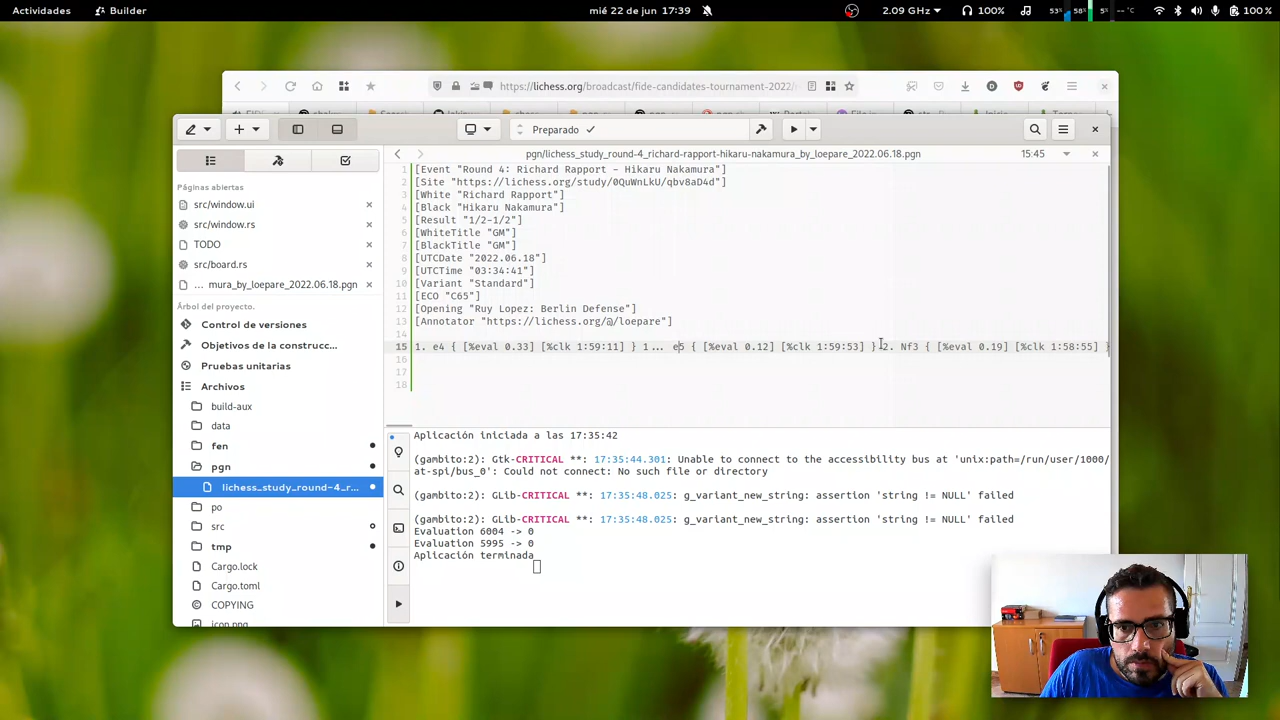 Actividades Builder mié 22 de jun 17:39 2.09 GHz 100% 53% 58% 5% --°C 100 %
https://lichess.org/broadcast/fide-candidates-tournament-2022/
Preparado
pgn/lichess_study_round-4_richard-rapport-hikaru-nakamura_by_loepare_2022.06.18.pgn 15:45
Páginas abiertas
src/window.ui
src/window.rs
TODO
src/board.rs
... mura_by_loepare_2022.06.18.pgn
Árbol del proyecto.
Control de versiones
Objetivos de la construcc...
Pruebas unitarias
Archivos
build-aux
data
fen
pgn
lichess_study_round-4_r...
po
src
tmp
Cargo.lock
Cargo.toml
COPYING
icon.png
1 [Event "Round 4: Richard Rapport - Hikaru Nakamura"]
2 [Site "https://lichess.org/study/0QuWnLkU/qbv8aD4d"]
3 [White "Richard Rapport"]
4 [Black "Hikaru Nakamura"]
5 [Result "1/2-1/2"]
6 [WhiteTitle "GM"]
7 [BlackTitle "GM"]
8 [UTCDate "2022.06.18"]
9 [UTCTime "03:34:41"]
10 [Variant "Standard"]
11 [ECO "C65"]
12 [Opening "Ruy Lopez: Berlin Defense"]
13 [Annotator "https://lichess.org/@/loepare"]
14
15 1. e4 { [%eval 0.33] [%clk 1:59:11] } 1... e5 { [%eval 0.12] [%clk 1:59:53] } 2. Nf3 { [%eval 0.19] [%clk 1:58:55] }
16
17
18
Aplicación iniciada a las 17:35:42
(gambito:2): Gtk-CRITICAL **: 17:35:44.301: Unable to connect to the accessibility bus at 'unix:path=/run/user/1000/
at-spi/bus_0': Could not connect: No such file or directory
(gambito:2): GLib-CRITICAL **: 17:35:48.025: g_variant_new_string: assertion 'string != NULL' failed
(gambito:2): GLib-CRITICAL **: 17:35:48.025: g_variant_new_string: assertion 'string != NULL' failed
Evaluation 6004 -> 0
Evaluation 5995 -> 0
Aplicación terminada